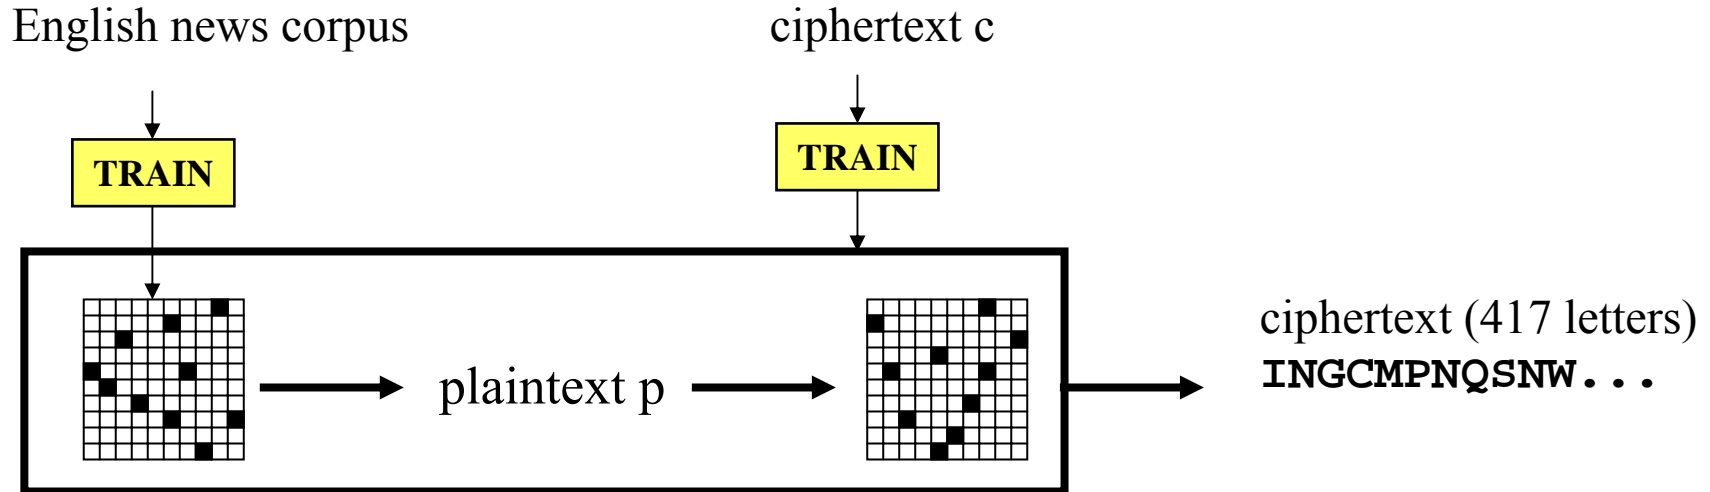 English news corpus
ciphertext c
TRAIN
TRAIN
plaintext p
ciphertext (417 letters)
INGCMPNQSNW...